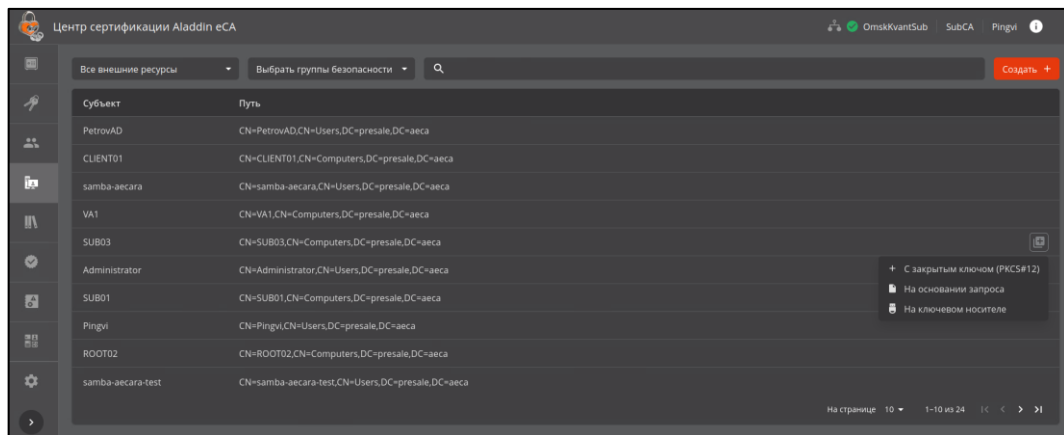 Центр сертификации Aladdin eCA
OmskKvantSub SubCA Pingvi
Все внешние ресурсы Выбрать группы безопасности Создать +
Субъект Путь
PetrovAD CN=PetrovAD,CN=Users,DC=presale,DC=aeca
CLIENT01 CN=CLIENT01,CN=Computers,DC=presale,DC=aeca
samba-aecara CN=samba-aecara,CN=Users,DC=presale,DC=aeca
VA1 CN=VA1,CN=Computers,DC=presale,DC=aeca
SUB03 CN=SUB03,CN=Computers,DC=presale,DC=aeca
Administrator CN=Administrator,CN=Users,DC=presale,DC=aeca
+ С закрытым ключом (PKCS#12)
SUB01 CN=SUB01,CN=Computers,DC=presale,DC=aeca
На основании запроса
Pingvi CN=Pingvi,CN=Users,DC=presale,DC=aeca
На ключевом носителе
ROOT02 CN=ROOT02,CN=Computers,DC=presale,DC=aeca
samba-aecara-test CN=samba-aecara-test,CN=Users,DC=presale,DC=aeca
На странице 10 1–10 из 24